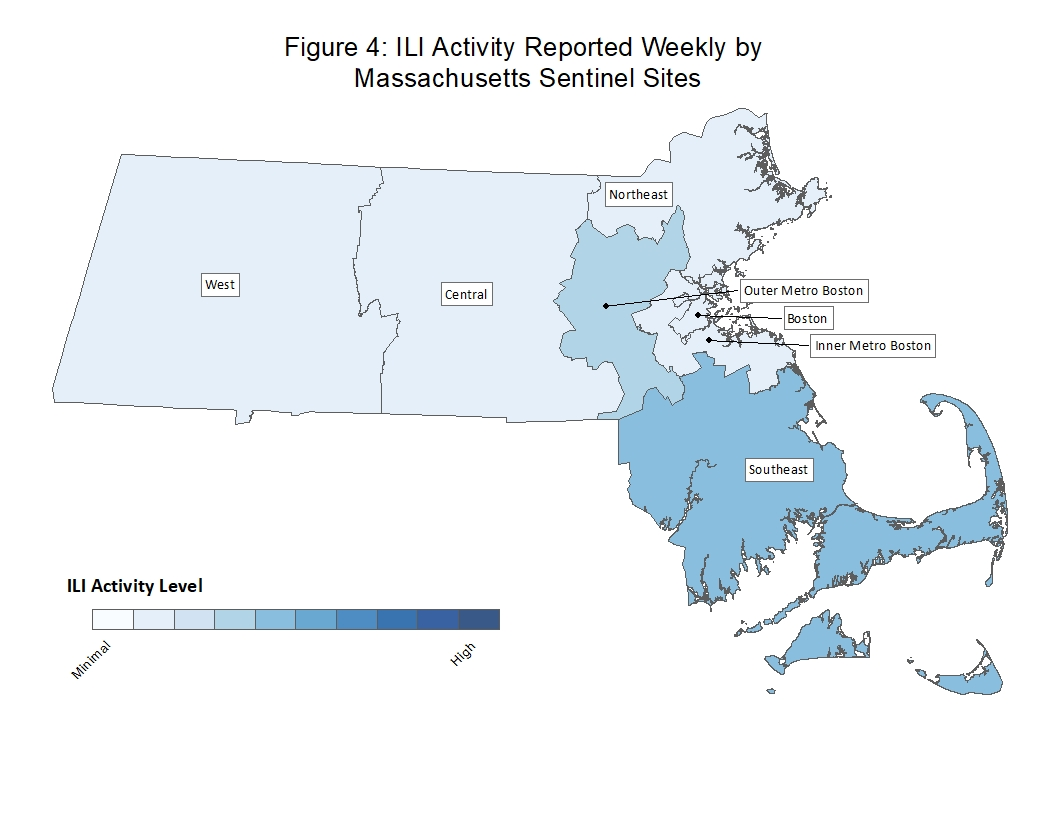 Figure 4: ILI Activity Reported Weekly by
Massachusetts Sentinel Sites
Northeast
West
Central
Outer Metro Boston
Boston
Inner Metro Boston
Southeast
ILI Activity Level
Minimal
High